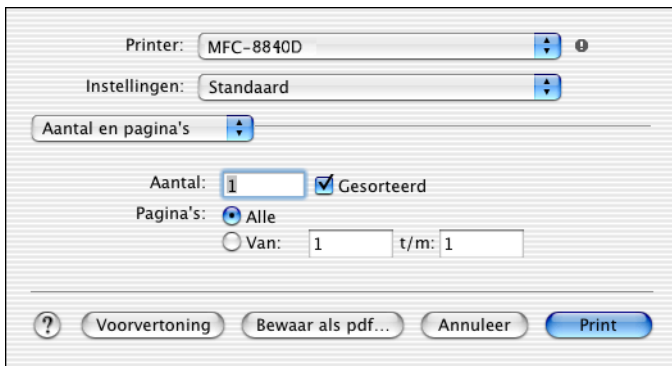 Printer: MFC-8840D
Instellingen: Standaard
Aantal en pagina's
Aantal: 1 Gesorteerd
Pagina's: Alle
Van: 1 t/m: 1
? Voorvertoning Bewaar als pdf... Annuleer Print